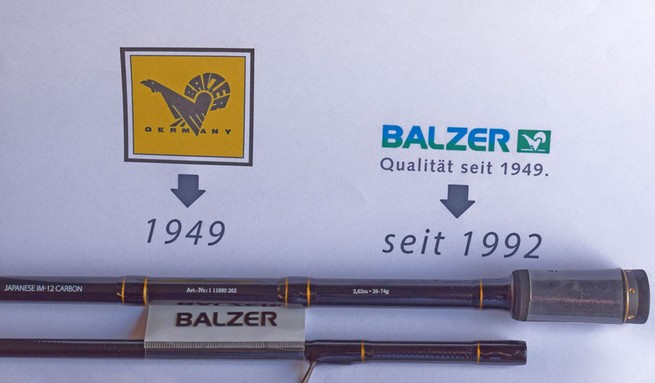 BALZER
GERMANY
1949
BALZER
Qualität seit 1949.
seit 1992
JAPANESE IM-12 CARBON
Art.-Nr.: 1 11880 262
2,62m • 26-74g
BALZER